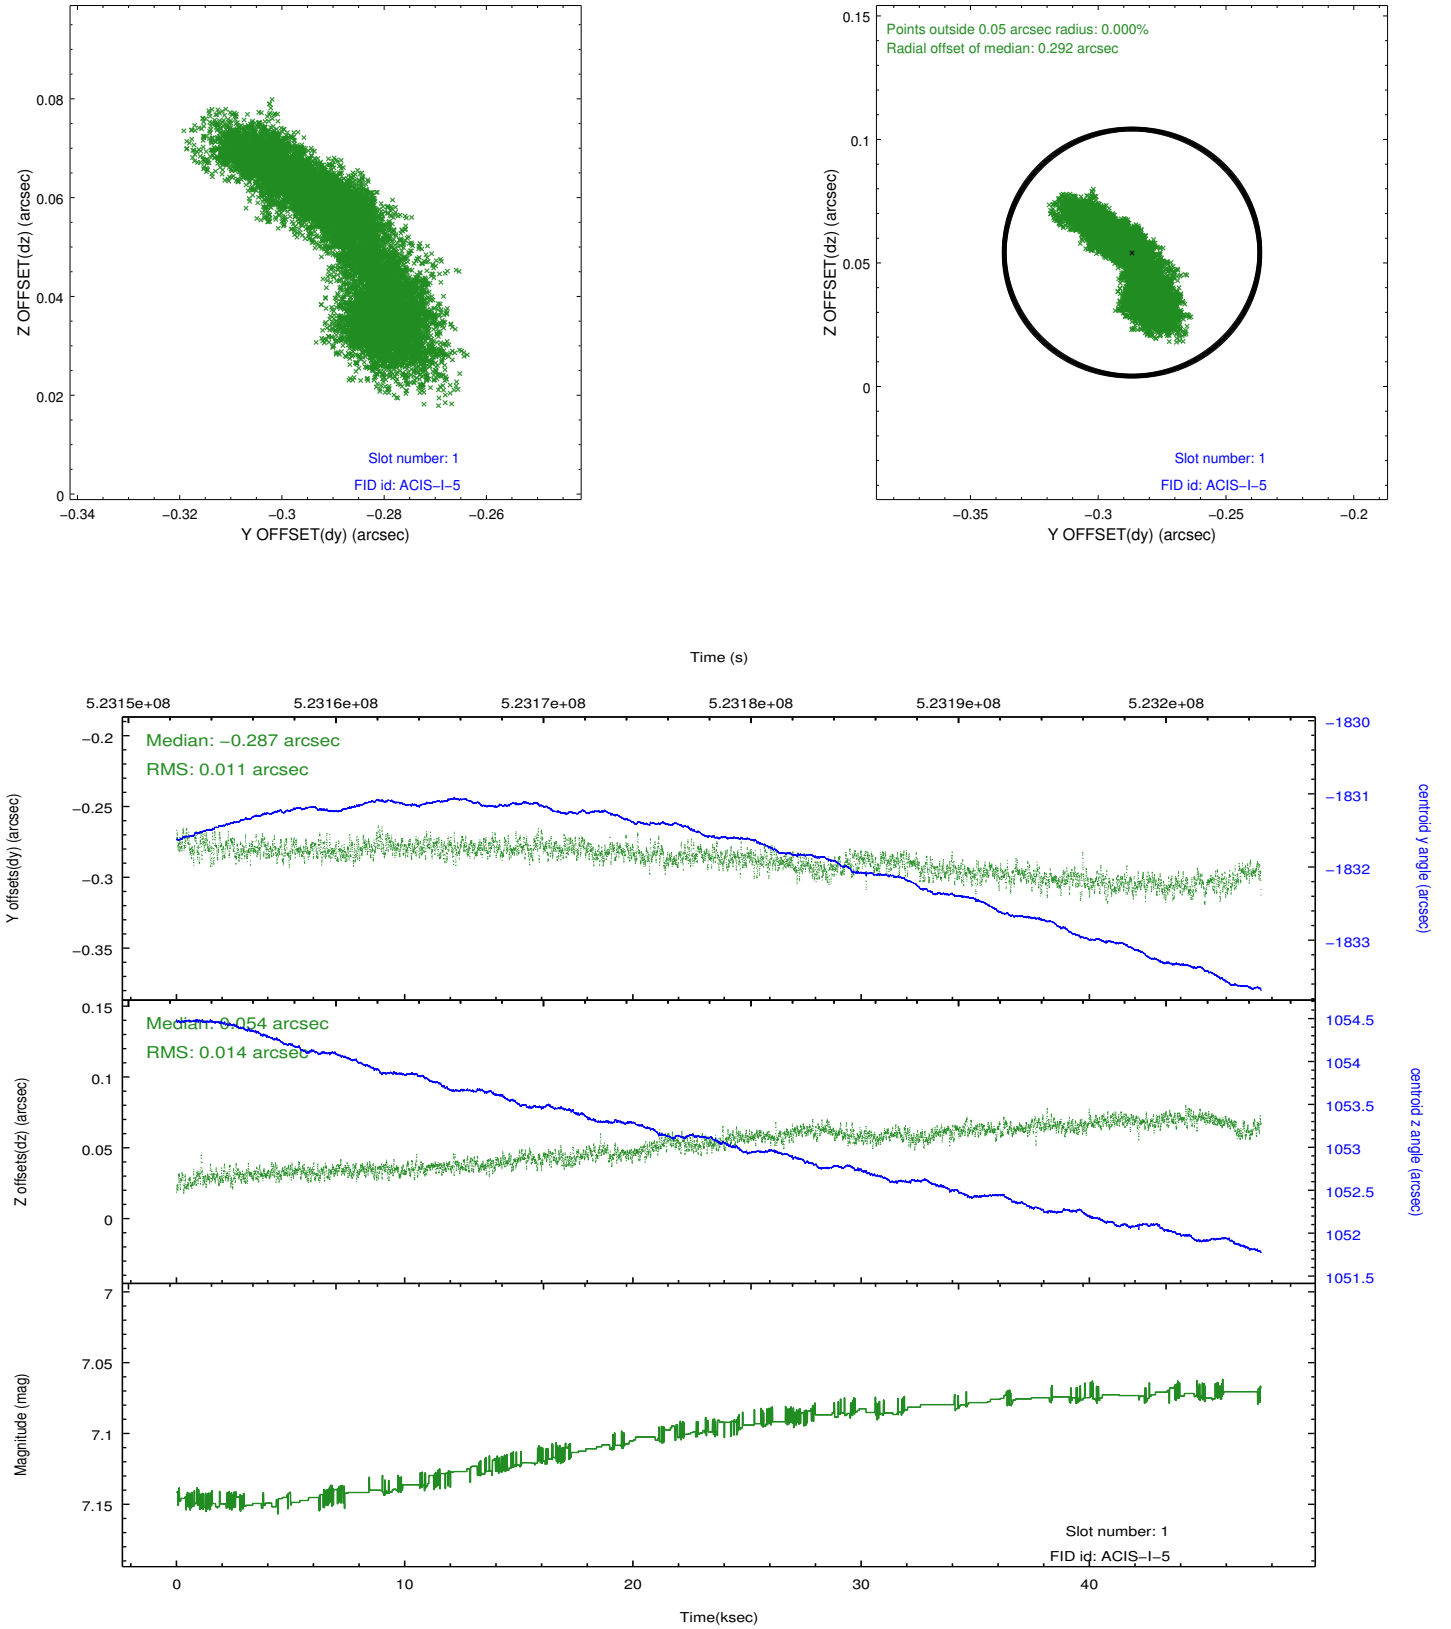 0.08
0.06
0.04
0.02
0
Z OFFSET(dz) (arcsec)
Slot number: 1
FID id: ACIS−I−5
−0.34 −0.32 −0.3 −0.28 −0.26
Y OFFSET(dy) (arcsec)
0.15
0.1
0.05
0
Z OFFSET(dz) (arcsec)
Points outside 0.05 arcsec radius: 0.000%
Radial offset of median: 0.292 arcsec
Slot number: 1
FID id: ACIS−I−5
−0.35 −0.3 −0.25 −0.2
Y OFFSET(dy) (arcsec)
Time (s)
5.2315e+08 5.2316e+08 5.2317e+08 5.2318e+08 5.2319e+08 5.232e+08
−0.2
−0.25
−0.3
−0.35
Y offsets(dy) (arcsec)
Median: −0.287 arcsec
RMS: 0.011 arcsec
−1830
−1831
−1832
−1833
centroid y angle (arcsec)
0.15
0.1
0.05
0
Z offsets(dz) (arcsec)
Median: 0.054 arcsec
RMS: 0.014 arcsec
1054.5
1054
1053.5
1053
1052.5
1052
1051.5
centroid z angle (arcsec)
7
7.05
7.1
7.15
Magnitude (mag)
Slot number: 1
FID id: ACIS−I−5
0 10 20 30 40
Time(ksec)